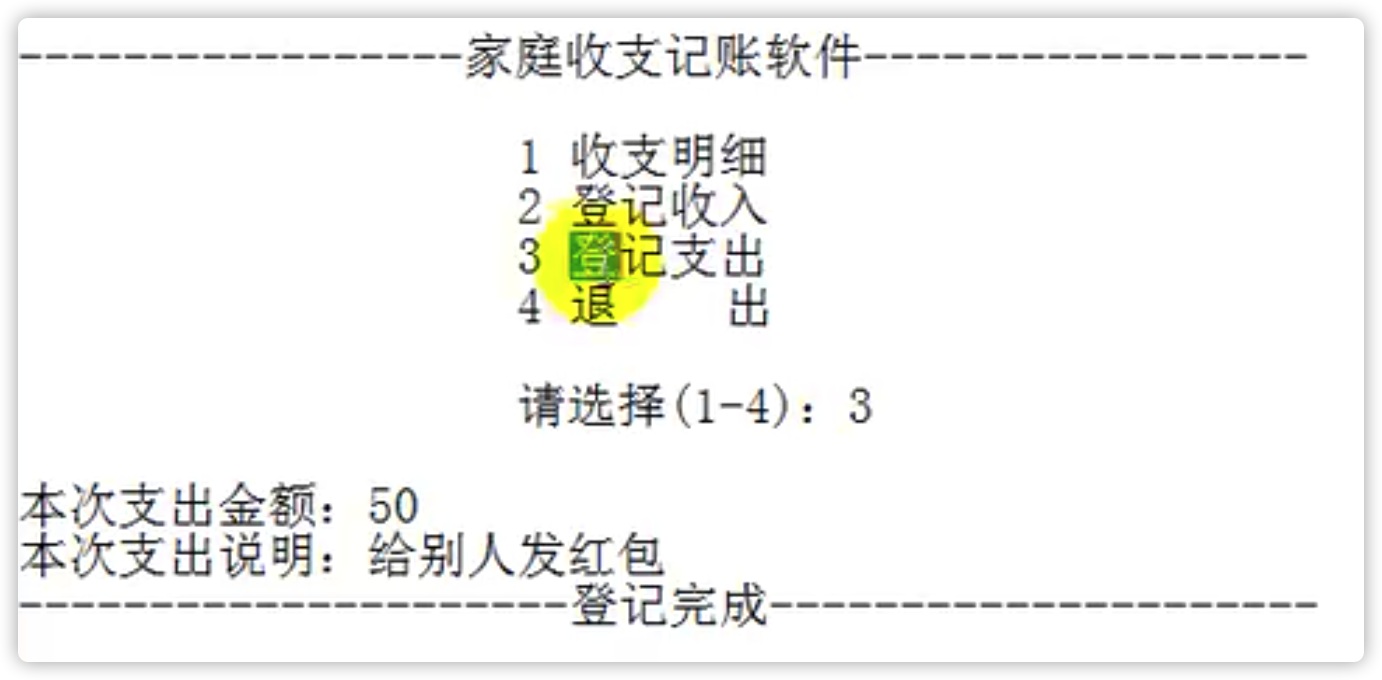 -----------------家庭收支记账软件-----------------
1 收支明细
2 登记收入
3 登记支出
4 退    出
请选择(1-4)：3
本次支出金额：50
本次支出说明：给别人发红包
---------------------登记完成---------------------